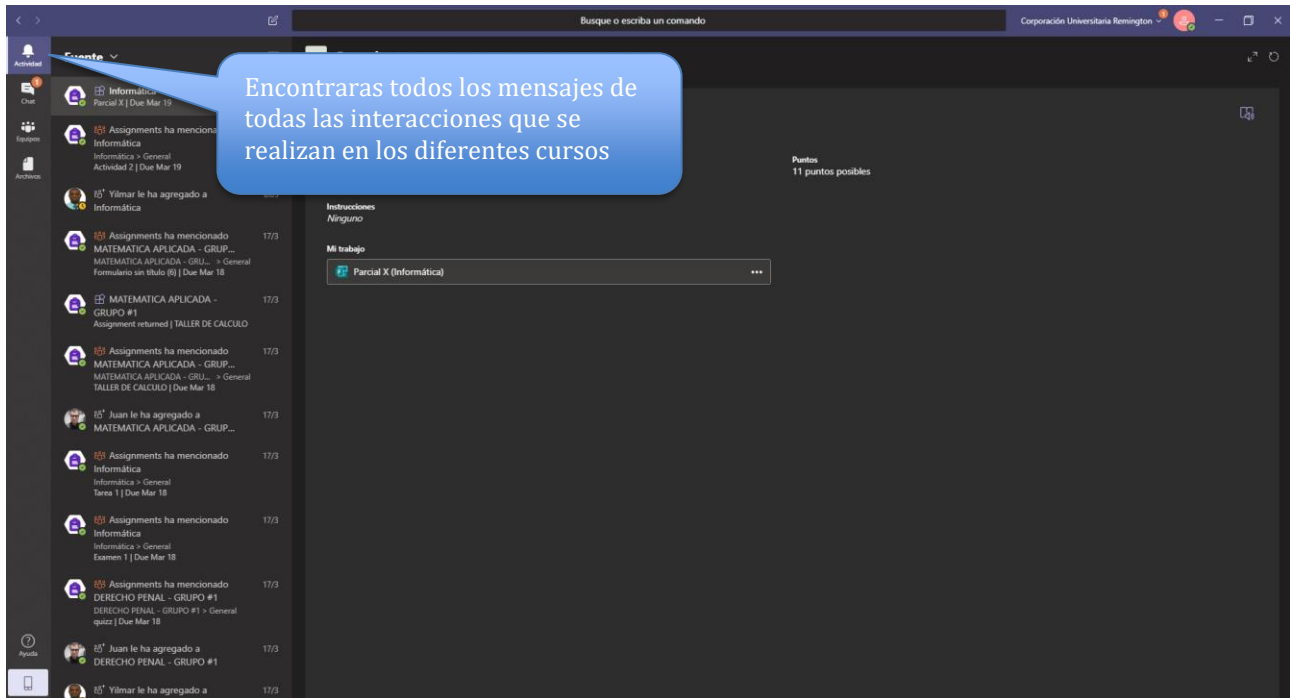 Busque o escriba un comando
Corporación Universitaria Remington
Actividad
Chat
Equipos
Archivos
Ayuda
Encontraras todos los mensajes de
todas las interacciones que se
realizan en los diferentes cursos
Informática
Parcial X | Due Mar 19
Assignments ha menciona
Informática
Informática > General
Actividad 2 | Due Mar 19
Yilmar le ha agregado a
Informática
Assignments ha mencionado 17/3
MATEMATICA APLICADA - GRUP...
MATEMATICA APLICADA - GRU... > General
Formulario sin título (6) | Due Mar 18
MATEMATICA APLICADA - 17/3
GRUPO #1
Assignment returned | TALLER DE CALCULO
Assignments ha mencionado 17/3
MATEMATICA APLICADA - GRUP...
MATEMATICA APLICADA - GRU... > General
TALLER DE CALCULO | Due Mar 18
Juan le ha agregado a 17/3
MATEMATICA APLICADA - GRUP...
Assignments ha mencionado 17/3
Informática
Informática > General
Tarea 1 | Due Mar 18
Assignments ha mencionado 17/3
Informática
Informática > General
Examen 1 | Due Mar 18
Assignments ha mencionado 17/3
DERECHO PENAL - GRUPO #1
DERECHO PENAL - GRUPO #1 > General
quizz | Due Mar 18
Juan le ha agregado a 17/3
DERECHO PENAL - GRUPO #1
Yilmar le ha agregado a 17/3
Puntos
11 puntos posibles
Instrucciones
Ninguno
Mi trabajo
Parcial X (Informática) •••